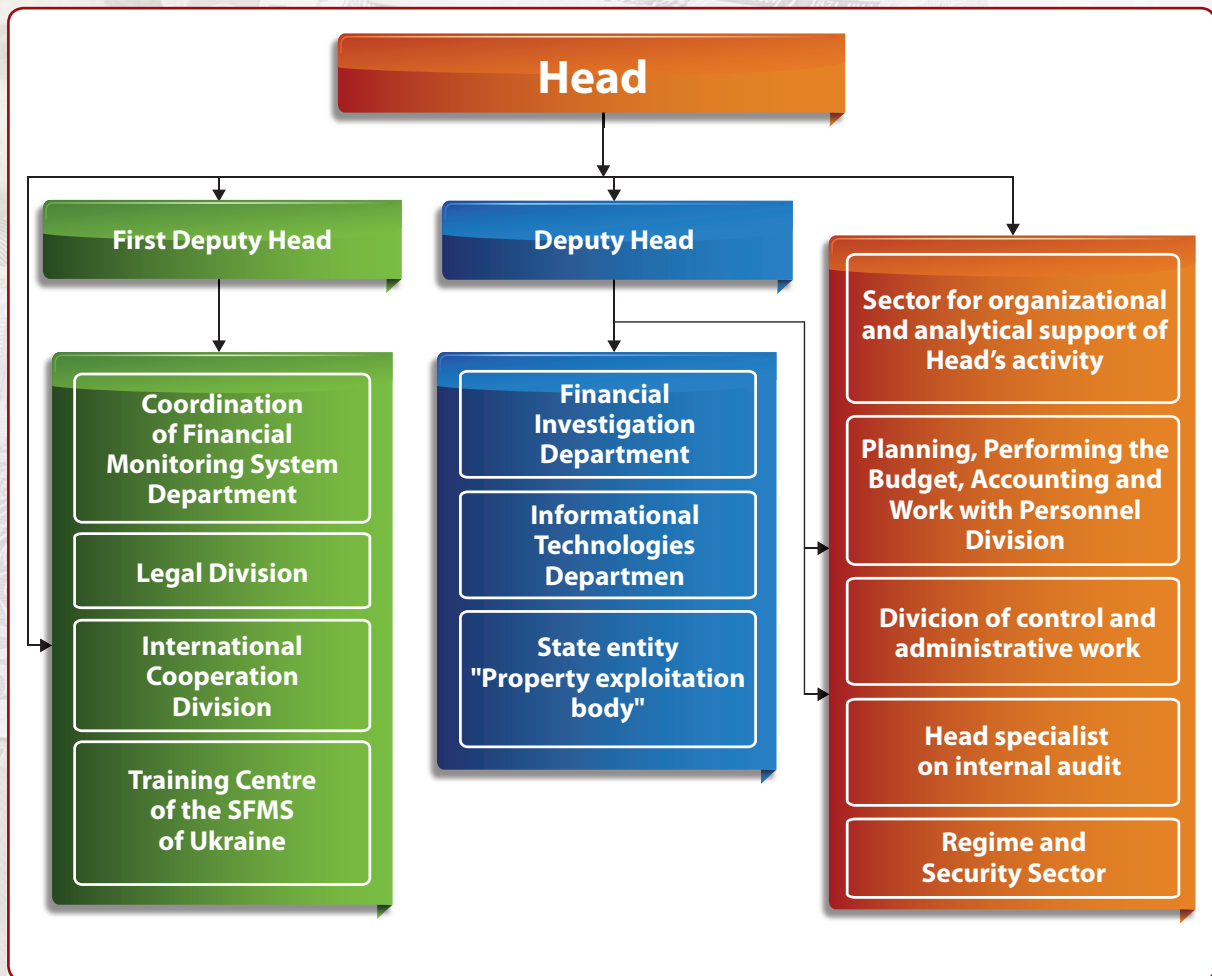 Head
First Deputy Head
Deputy Head
Coordination
of Financial
Monitoring System
Department
Legal Division
International
Cooperation
Division
Training Centre
of the SFMS
of Ukraine
Financial
Investigation
Department
Informational
Technologies
Departmen
State entity
"Property exploitation
body"
Sector for organizational
and analytical support of
Head’s activity
Planning, Performing the
Budget, Accounting and
Work with Personnel
Division
Divicion of control and
administrative work
Head specialist
on internal audit
Regime and
Security Sector